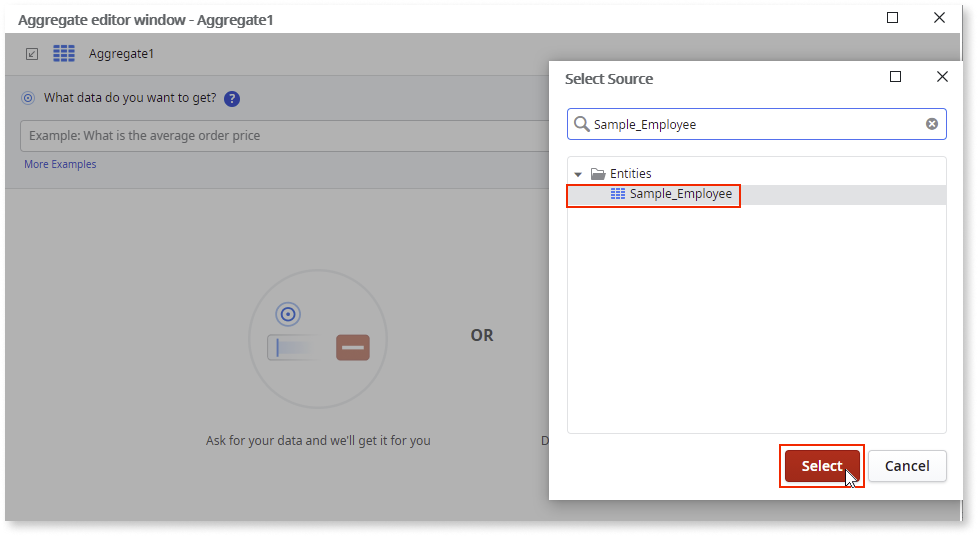 Aggregate editor window - Aggregate1
Aggregate1
What data do you want to get? ?
Example: What is the average order price
More Examples
OR
Ask for your data and we'll get it for you
D
Select Source
Sample_Employee
Entities
Sample_Employee
Select
Cancel